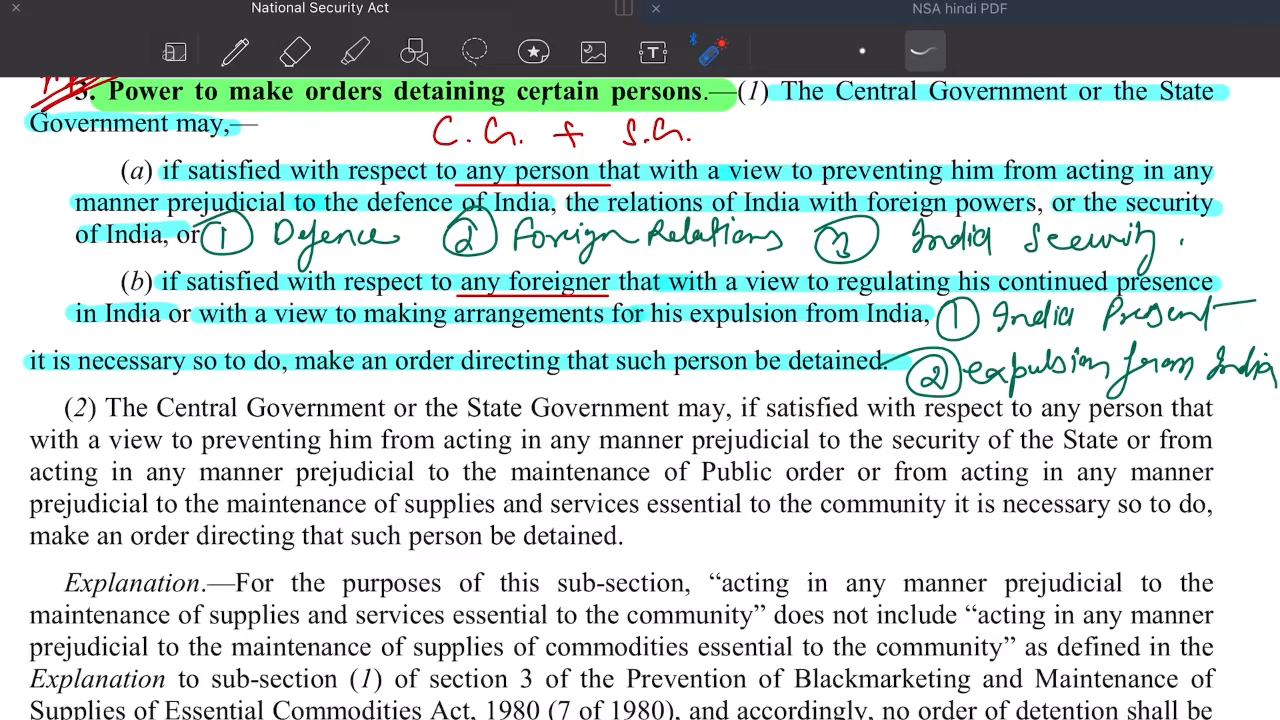 National Security Act
NSA hindi PDF
3. Power to make orders detaining certain persons.—(1) The Central Government or the State
Government may,—
C.G. + S.G.
(a) if satisfied with respect to any person that with a view to preventing him from acting in any
manner prejudicial to the defence of India, the relations of India with foreign powers, or the security
of India, or
① Defence ② Foreign Relations ③ India Security.
(b) if satisfied with respect to any foreigner that with a view to regulating his continued presence
in India or with a view to making arrangements for his expulsion from India,
① India Present
it is necessary so to do, make an order directing that such person be detained.
② expulsion from India
(2) The Central Government or the State Government may, if satisfied with respect to any person that
with a view to preventing him from acting in any manner prejudicial to the security of the State or from
acting in any manner prejudicial to the maintenance of Public order or from acting in any manner
prejudicial to the maintenance of supplies and services essential to the community it is necessary so to do,
make an order directing that such person be detained.
Explanation.—For the purposes of this sub-section, “acting in any manner prejudicial to the
maintenance of supplies and services essential to the community” does not include “acting in any manner
prejudicial to the maintenance of supplies of commodities essential to the community” as defined in the
Explanation to sub-section (1) of section 3 of the Prevention of Blackmarketing and Maintenance of
Supplies of Essential Commodities Act, 1980 (7 of 1980), and accordingly, no order of detention shall be